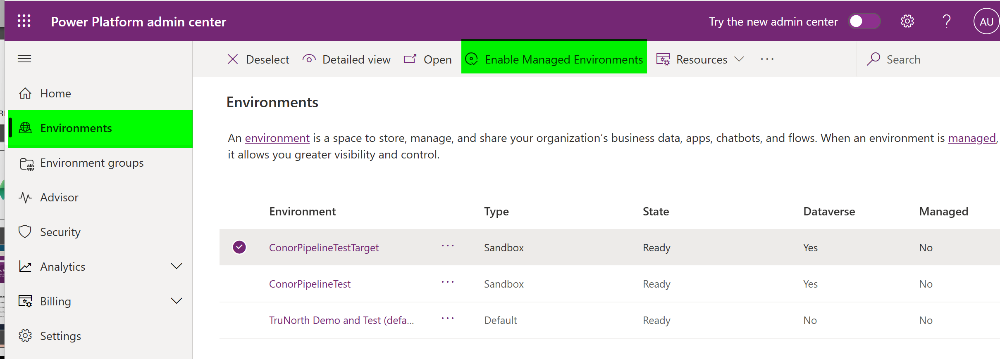 Power Platform admin center
Try the new admin center
AU
Deselect
Detailed view
Open
Enable Managed Environments
Resources
Search
Home
Environments
Environment groups
Advisor
Security
Analytics
Billing
Settings
Environments
An environment is a space to store, manage, and share your organization’s business data, apps, chatbots, and flows. When an environment is managed,
it allows you greater visibility and control.
Environment Type State Dataverse Managed
ConorPipelineTestTarget ... Sandbox Ready Yes No
ConorPipelineTest ... Sandbox Ready Yes No
TruNorth Demo and Test (defa... ... Default Ready No No